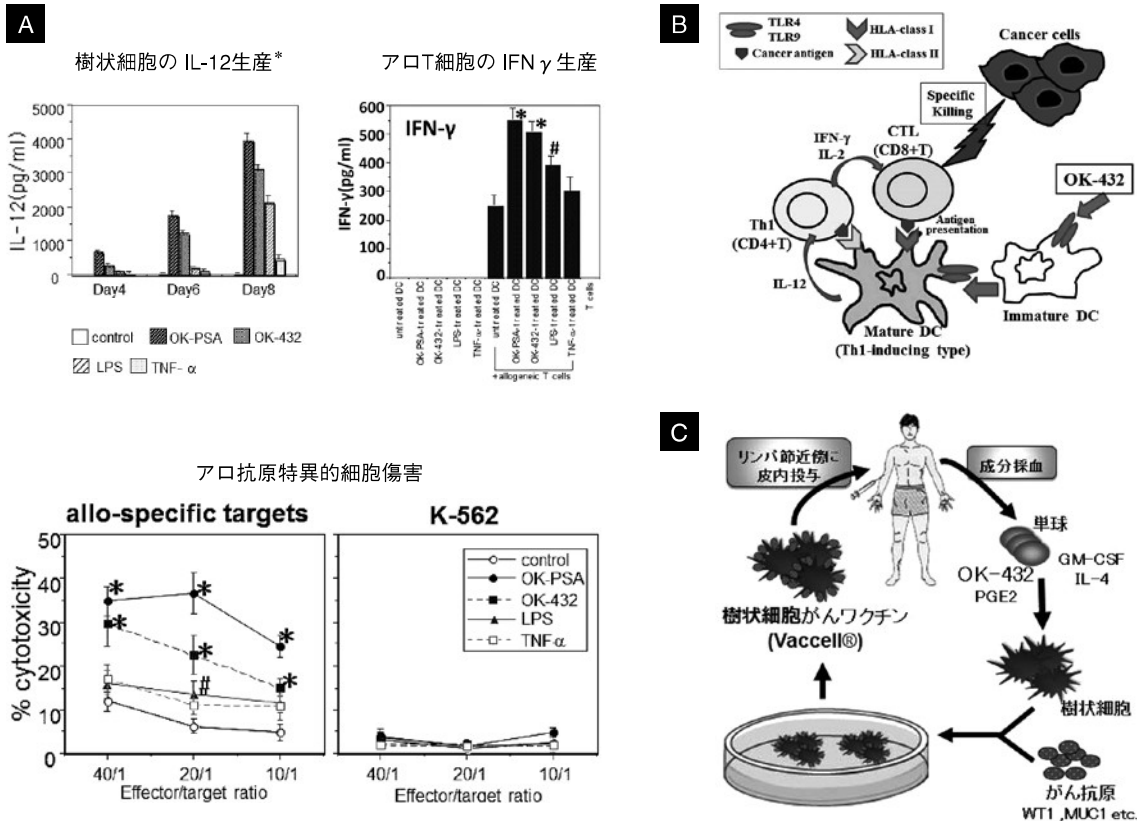 A
樹状細胞の IL-12生産*
IL-12(pg/ml)
5000
4000
3000
2000
1000
0
Day4
Day6
Day8
control
OK-PSA
OK-432
LPS
TNF- α
アロT細胞の IFN γ 生産
IFN-γ
IFN-γ(pg/ml)
600
500
400
300
200
100
0
*
*
#
untreated DC
OK-PSA-treated DC
OK-432-treated DC
LPS-treated DC
TNF-α-treated DC
untreated DC
OK-PSA-treated DC
OK-432-treated DC
LPS-treated DC
TNF-α-treated DC
T cells
+allogeneic T cells
アロ抗原特異的細胞傷害
allo-specific targets
K-562
% cytotoxicity
50
40
30
20
10
0
*
*
*
*
*
*
#
40/1
20/1
10/1
Effector/target ratio
control
OK-PSA
OK-432
LPS
TNF-α
40/1
20/1
10/1
Effector/target ratio
B
TLR4
TLR9
Cancer antigen
HLA-class I
HLA-class II
Cancer cells
Specific
Killing
IFN-γ
IL-2
CTL
(CD8+T)
OK-432
Th1
(CD4+T)
Antigen
presentation
IL-12
Immature DC
Mature DC
(Th1-inducing type)
C
リンパ節近傍に
皮内投与
成分採血
単球
GM-CSF
IL-4
OK-432
PGE2
樹状細胞がんワクチン
(Vaccell®)
樹状細胞
がん抗原
WT1 ,MUC1 etc.